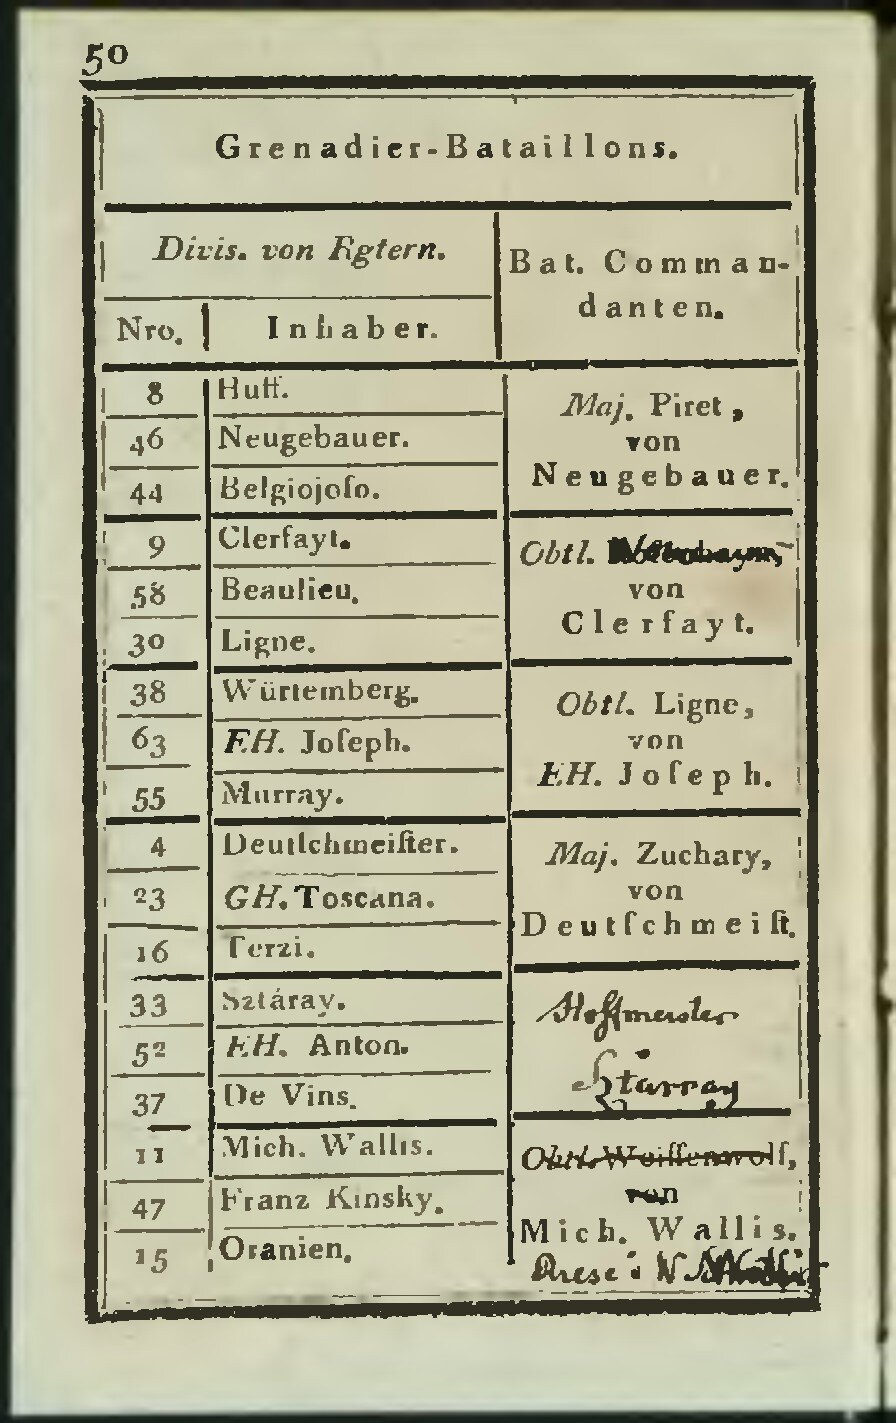 50
Grenadier-Bataillons.
Divis. von Rgtern.
Bat. Comman-
danten.
Nro. Inhaber.
8 Huff.
46 Neugebauer.
44 Belgiojoſo.
Maj. Piret,
von
Neugebauer.
9 Clerfayt.
58 Beaulieu.
30 Ligne.
Obtl.
von
Clerfayt.
38 Würtemberg.
63 EH. Joſeph.
55 Murray.
Obtl. Ligne,
von
EH. Joſeph.
4 Deutſchmeiſter.
23 GH. Toscana.
16 Terzi.
Maj. Zuchary,
von
Deutſchmeiſt.
33 Sztáray.
52 EH. Anton.
37 De Vins.
Hoffmeister
Sztarray
11 Mich. Wallis.
47 Franz Kinsky.
15 Oranien.
Obtl. Weiſſenwolf,
von
Mich. Wallis.